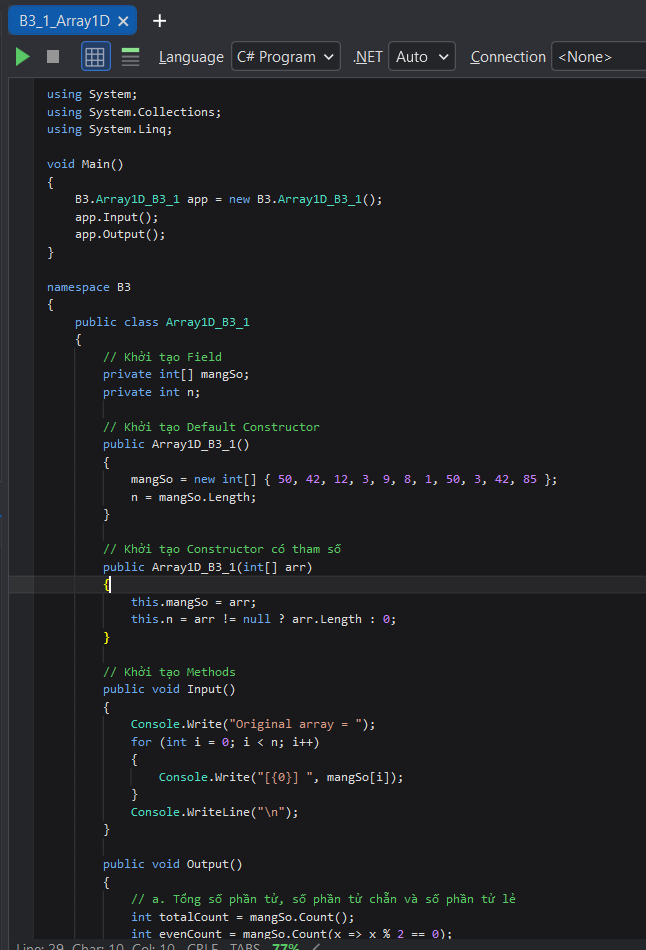 B3_1_Array1D × +
Language C# Program .NET Auto Connection <None>
using System;
using System.Collections;
using System.Linq;
void Main()
{
B3.Array1D_B3_1 app = new B3.Array1D_B3_1();
app.Input();
app.Output();
}
namespace B3
{
public class Array1D_B3_1
{
// Khởi tạo Field
private int[] mangSo;
private int n;
// Khởi tạo Default Constructor
public Array1D_B3_1()
{
mangSo = new int[] { 50, 42, 12, 3, 9, 8, 1, 50, 3, 42, 85 };
n = mangSo.Length;
}
// Khởi tạo Constructor có tham số
public Array1D_B3_1(int[] arr)
{
this.mangSo = arr;
this.n = arr != null ? arr.Length : 0;
}
// Khởi tạo Methods
public void Input()
{
Console.Write("Original array = ");
for (int i = 0; i < n; i++)
{
Console.Write("[{0}] ", mangSo[i]);
}
Console.WriteLine("\n");
}
public void Output()
{
// a. Tổng số phần tử, số phần tử chẵn và số phần tử lẻ
int totalCount = mangSo.Count();
int evenCount = mangSo.Count(x => x % 2 == 0);
Line: 29 Char: 10 Col: 10 CRLF TABS 77%